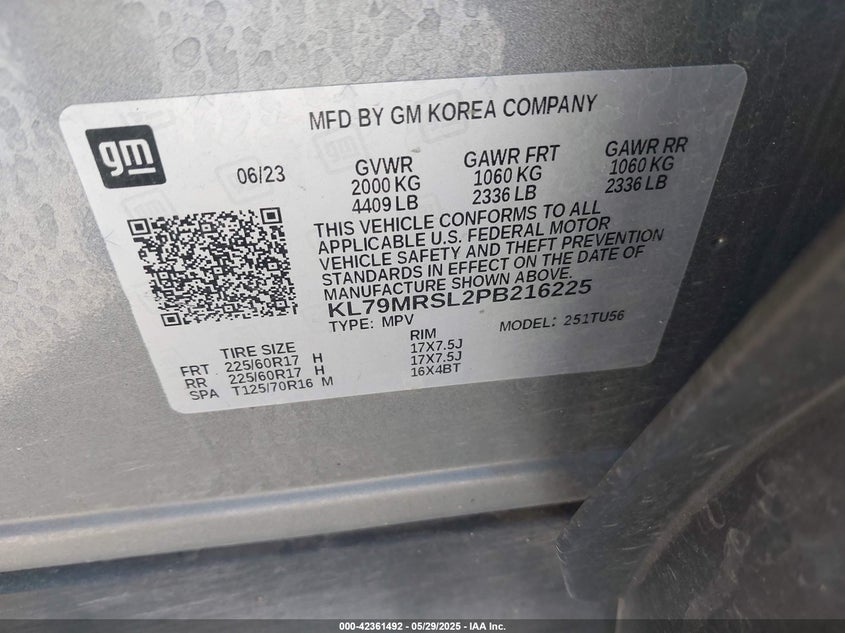 MFD BY GM KOREA COMPANY
gm
06/23
GVWR GAWR FRT GAWR RR
2000 KG 1060 KG 1060 KG
4409 LB 2336 LB 2336 LB
THIS VEHICLE CONFORMS TO ALL
APPLICABLE U.S. FEDERAL MOTOR
VEHICLE SAFETY AND THEFT PREVENTION
STANDARDS IN EFFECT ON THE DATE OF
MANUFACTURE SHOWN ABOVE.
KL79MRSL2PB216225
TYPE: MPV MODEL: 251TU56
TIRE SIZE RIM
FRT 225/60R17 H 17X7.5J
RR 225/60R17 H 17X7.5J
SPA T125/70R16 M 16X4BT
000-42361492 - 05/29/2025 - IAA Inc.